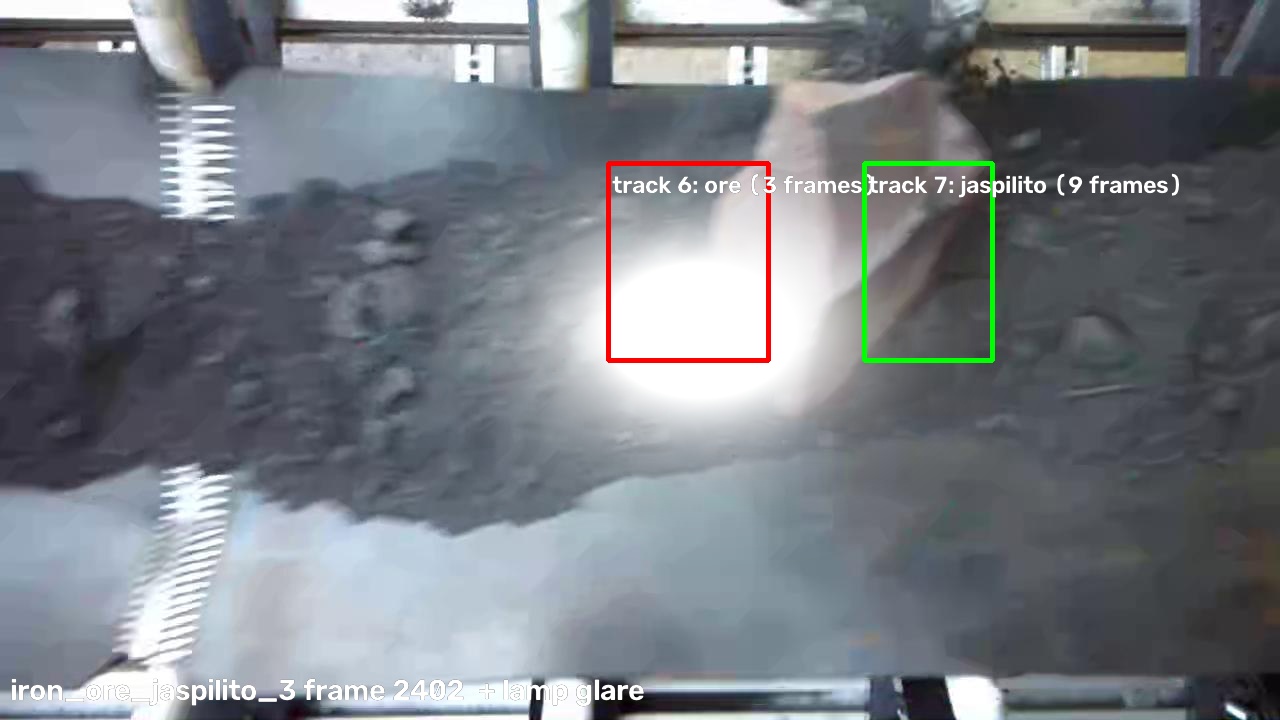 track 6: ore (3 frames)
track 7: jaspilito (9 frames)
iron_ore_jaspilito_3 frame 2402 + lamp glare